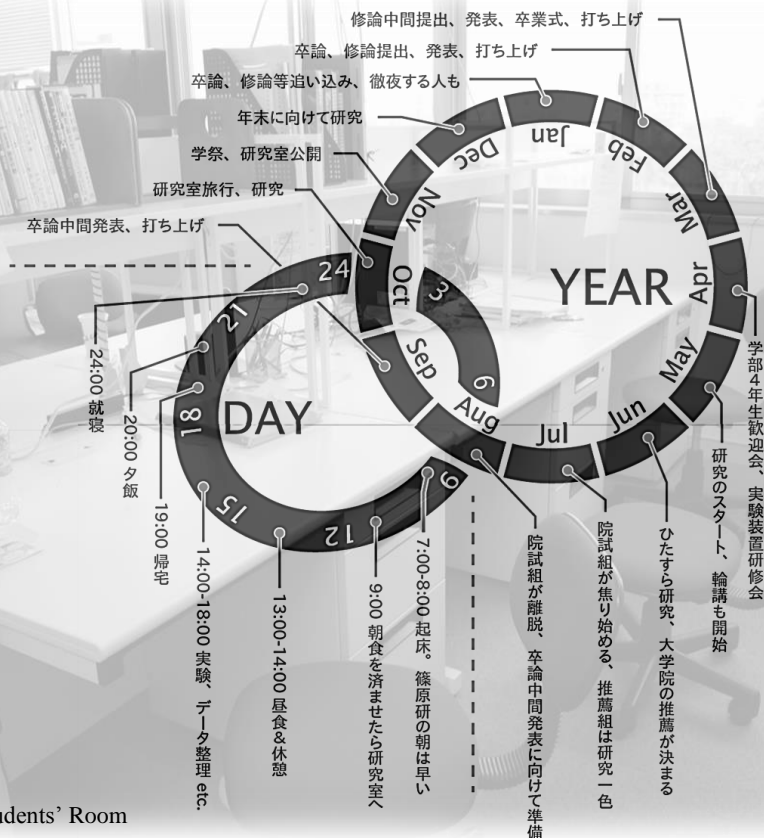 修論中間提出、発表、卒業式、打ち上げ
卒論、修論提出、発表、打ち上げ
卒論、修論等追い込み、徹夜する人も
年末に向けて研究
学祭、研究室公開
研究室旅行、研究
卒論中間発表、打ち上げ
Jan
Feb
Mar
Apr
May
Jun
Jul
Aug
Sep
Oct
Nov
Dec
YEAR
学部4年生歓迎会、実験装置研修会
研究のスタート、輪講も開始
ひたすら研究、大学院の推薦が決まる
院試組が焦り始める、推薦組は研究一色
院試組が離脱、卒論中間発表に向けて準備
DAY
24
3
6
9
12
15
18
21
7:00-8:00 起床。篠原研の朝は早い
9:00 朝食を済ませたら研究室へ
13:00-14:00 昼食&休憩
14:00-18:00 実験、データ整理 etc.
19:00 帰宅
20:00 夕飯
24:00 就寝
udents' Room